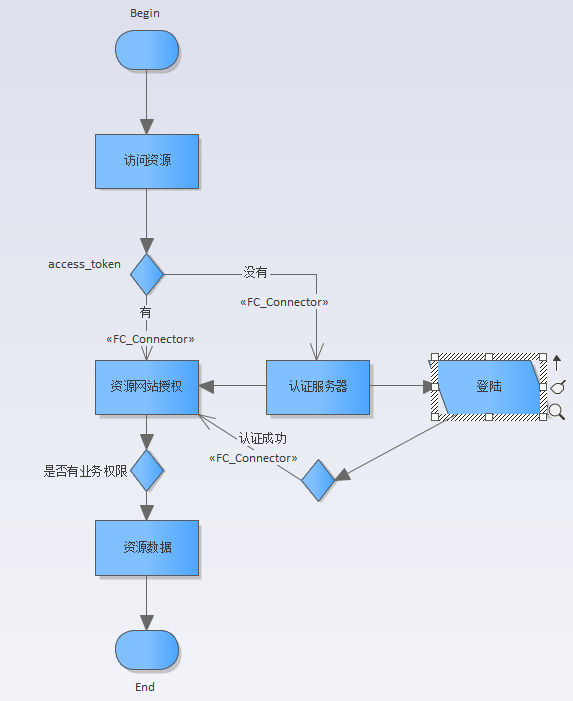 Begin
访问资源
access_token
没有
有
«FC_Connector»
«FC_Connector»
资源网站授权
认证服务器
登陆
认证成功
«FC_Connector»
是否有业务权限
资源数据
End